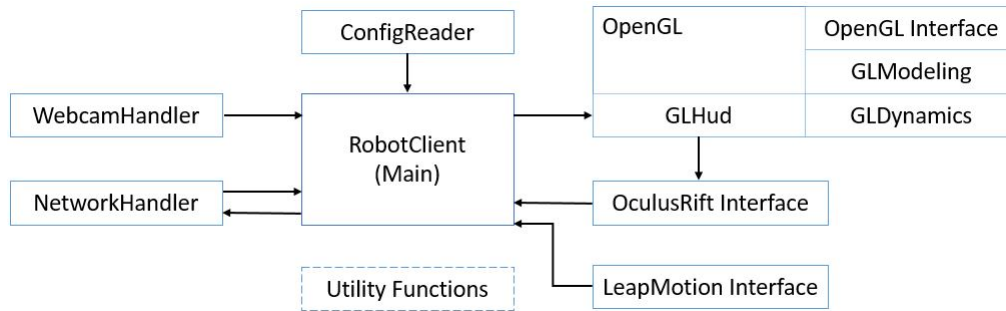 ConfigReader
OpenGL
OpenGL Interface
GLModeling
WebcamHandler
RobotClient
(Main)
GLHud
GLDynamics
NetworkHandler
OculusRift Interface
Utility Functions
LeapMotion Interface